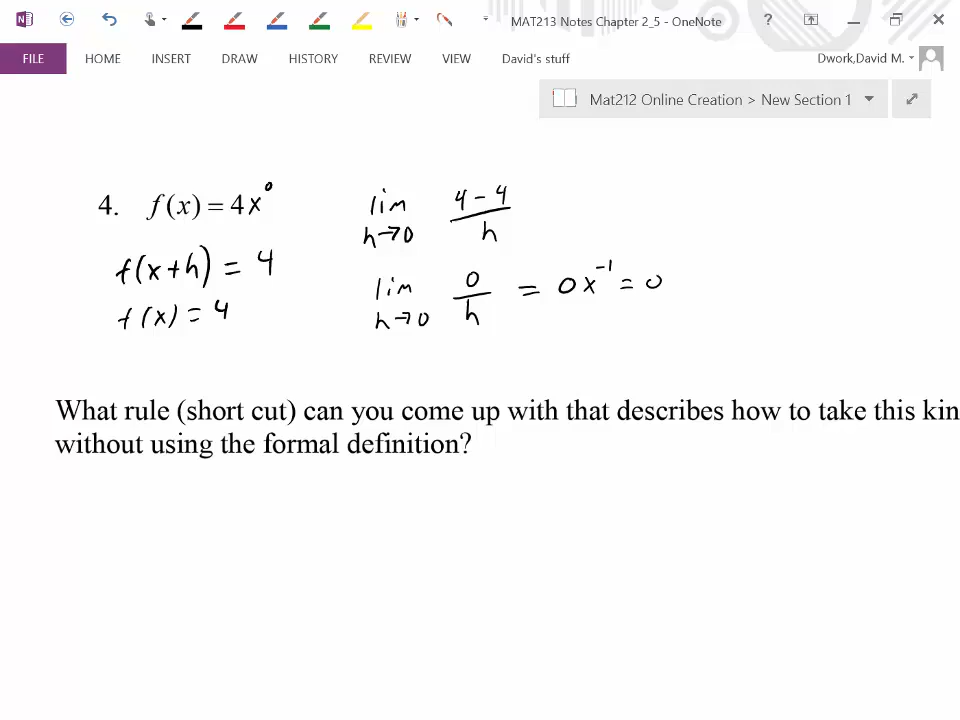 MAT213 Notes Chapter 2_5 - OneNote
?
FILE HOME INSERT DRAW HISTORY REVIEW VIEW David's stuff
Dwork,David M.
Mat212 Online Creation > New Section 1
4. f(x) = 4x⁰
lim h→0 (4 - 4)/h
f(x+h) = 4
f(x) = 4
lim h→0 0/h = 0x⁻¹ = 0
What rule (short cut) can you come up with that describes how to take this kin
without using the formal definition?